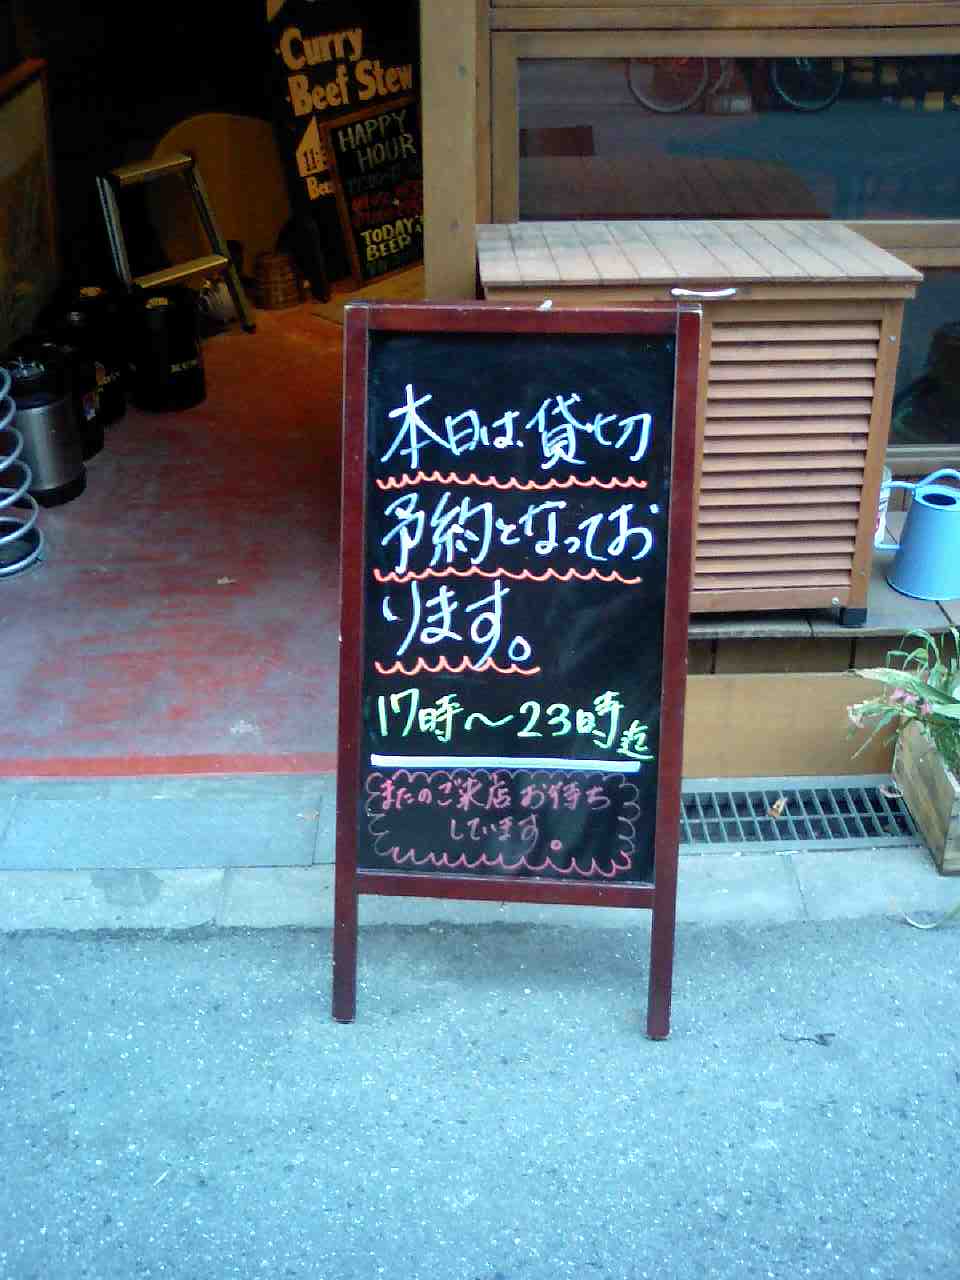 Curry
Beef Stew
HAPPY
HOUR
TODAY'S
BEER
本日は、貸切
予約となってお
ります。
17時〜23時迄
またのご来店お待ち
しています。